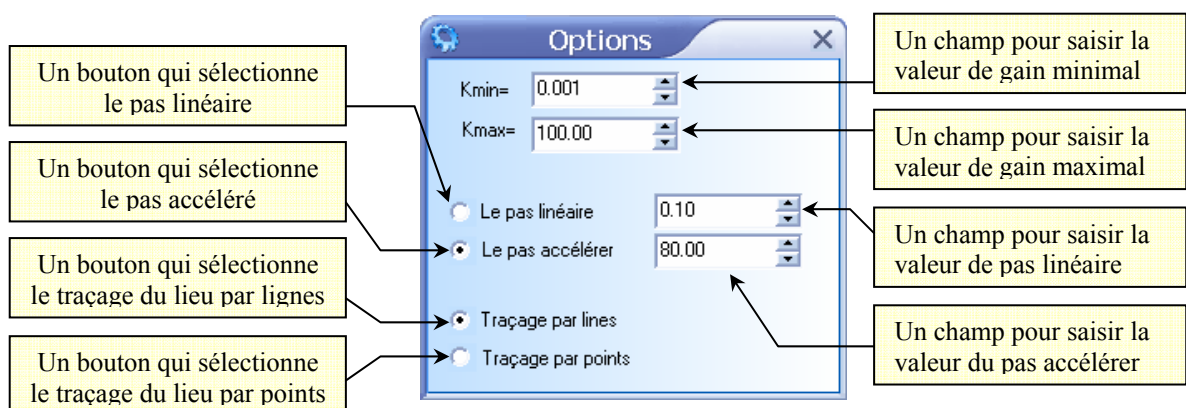 Un bouton qui sélectionne
le pas linéaire
Un bouton qui sélectionne
le pas accéléré
Un bouton qui sélectionne
le traçage du lieu par lignes
Un bouton qui sélectionne
le traçage du lieu par points
Options
Kmin= 0.001
Kmax= 100.00
Le pas linéaire 0.10
Le pas accélérer 80.00
Traçage par lines
Traçage par points
Un champ pour saisir la
valeur de gain minimal
Un champ pour saisir la
valeur de gain maximal
Un champ pour saisir la
valeur de pas linéaire
Un champ pour saisir la
valeur du pas accélérer